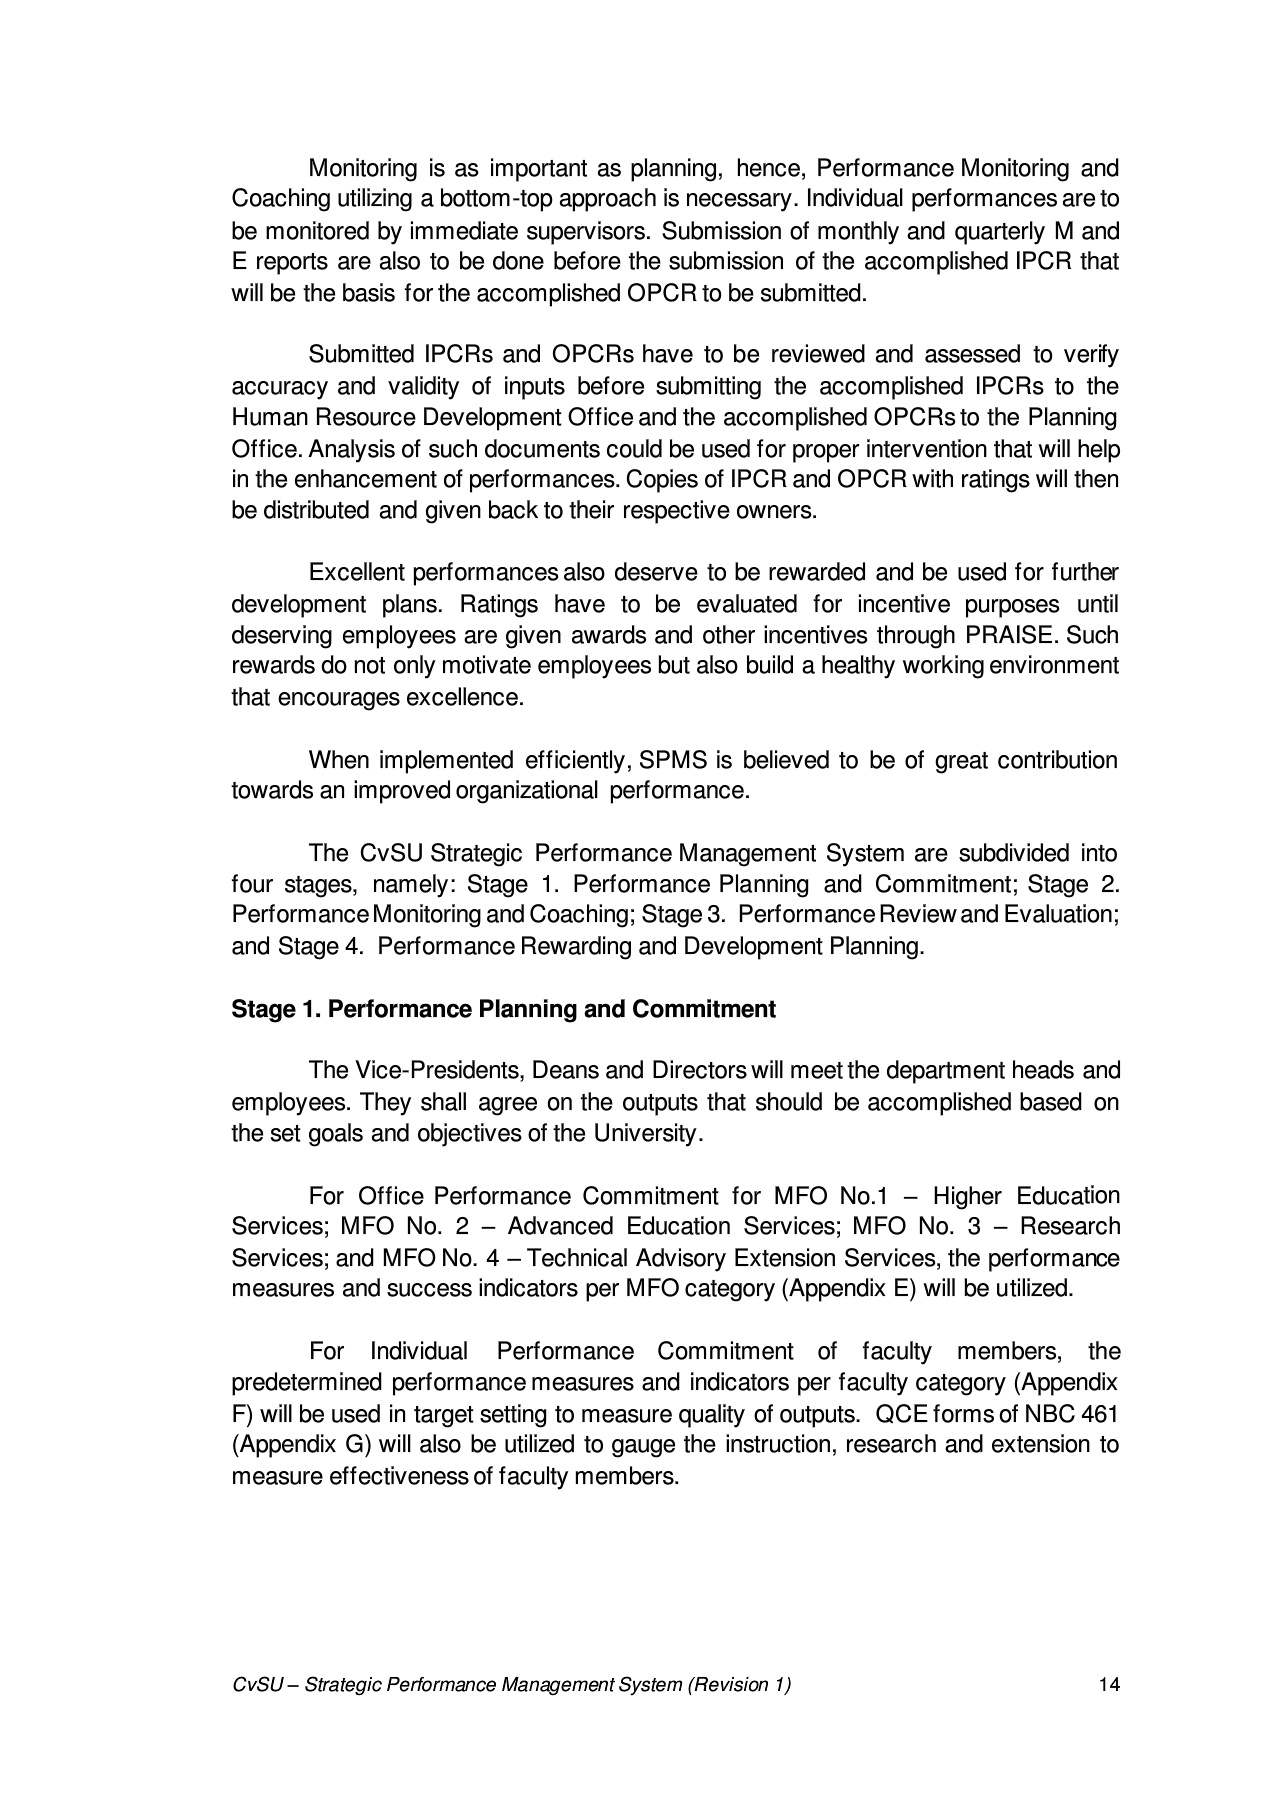 Monitoring is as important as planning, hence, Performance Monitoring and
Coaching utilizing a bottom-top approach is necessary. Individual performances are to
be monitored by immediate supervisors. Submission of monthly and quarterly M and
E reports are also to be done before the submission of the accomplished IPCR that
will be the basis for the accomplished OPCR to be submitted.
Submitted IPCRs and OPCRs have to be reviewed and assessed to verify
accuracy and validity of inputs before submitting the accomplished IPCRs to the
Human Resource Development Office and the accomplished OPCRs to the Planning
Office. Analysis of such documents could be used for proper intervention that will help
in the enhancement of performances. Copies of IPCR and OPCR with ratings will then
be distributed and given back to their respective owners.
Excellent performances also deserve to be rewarded and be used for further
development plans. Ratings have to be evaluated for incentive purposes until
deserving employees are given awards and other incentives through PRAISE. Such
rewards do not only motivate employees but also build a healthy working environment
that encourages excellence.
When implemented efficiently, SPMS is believed to be of great contribution
towards an improved organizational performance.
The CvSU Strategic Performance Management System are subdivided into
four stages, namely: Stage 1. Performance Planning and Commitment; Stage 2.
Performance Monitoring and Coaching; Stage 3. Performance Review and Evaluation;
and Stage 4. Performance Rewarding and Development Planning.
Stage 1. Performance Planning and Commitment
The Vice-Presidents, Deans and Directors will meet the department heads and
employees. They shall agree on the outputs that should be accomplished based on
the set goals and objectives of the University.
For Office Performance Commitment for MFO No.1 – Higher Education
Services; MFO No. 2 – Advanced Education Services; MFO No. 3 – Research
Services; and MFO No. 4 – Technical Advisory Extension Services, the performance
measures and success indicators per MFO category (Appendix E) will be utilized.
For Individual Performance Commitment of faculty members, the
predetermined performance measures and indicators per faculty category (Appendix
F) will be used in target setting to measure quality of outputs. QCE forms of NBC 461
(Appendix G) will also be utilized to gauge the instruction, research and extension to
measure effectiveness of faculty members.
CvSU – Strategic Performance Management System (Revision 1) 14